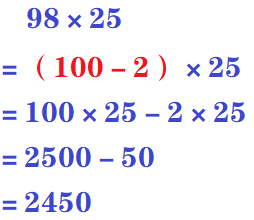 98 × 25
= (100 − 2) × 25
= 100 × 25 − 2 × 25
= 2500 − 50
= 2450